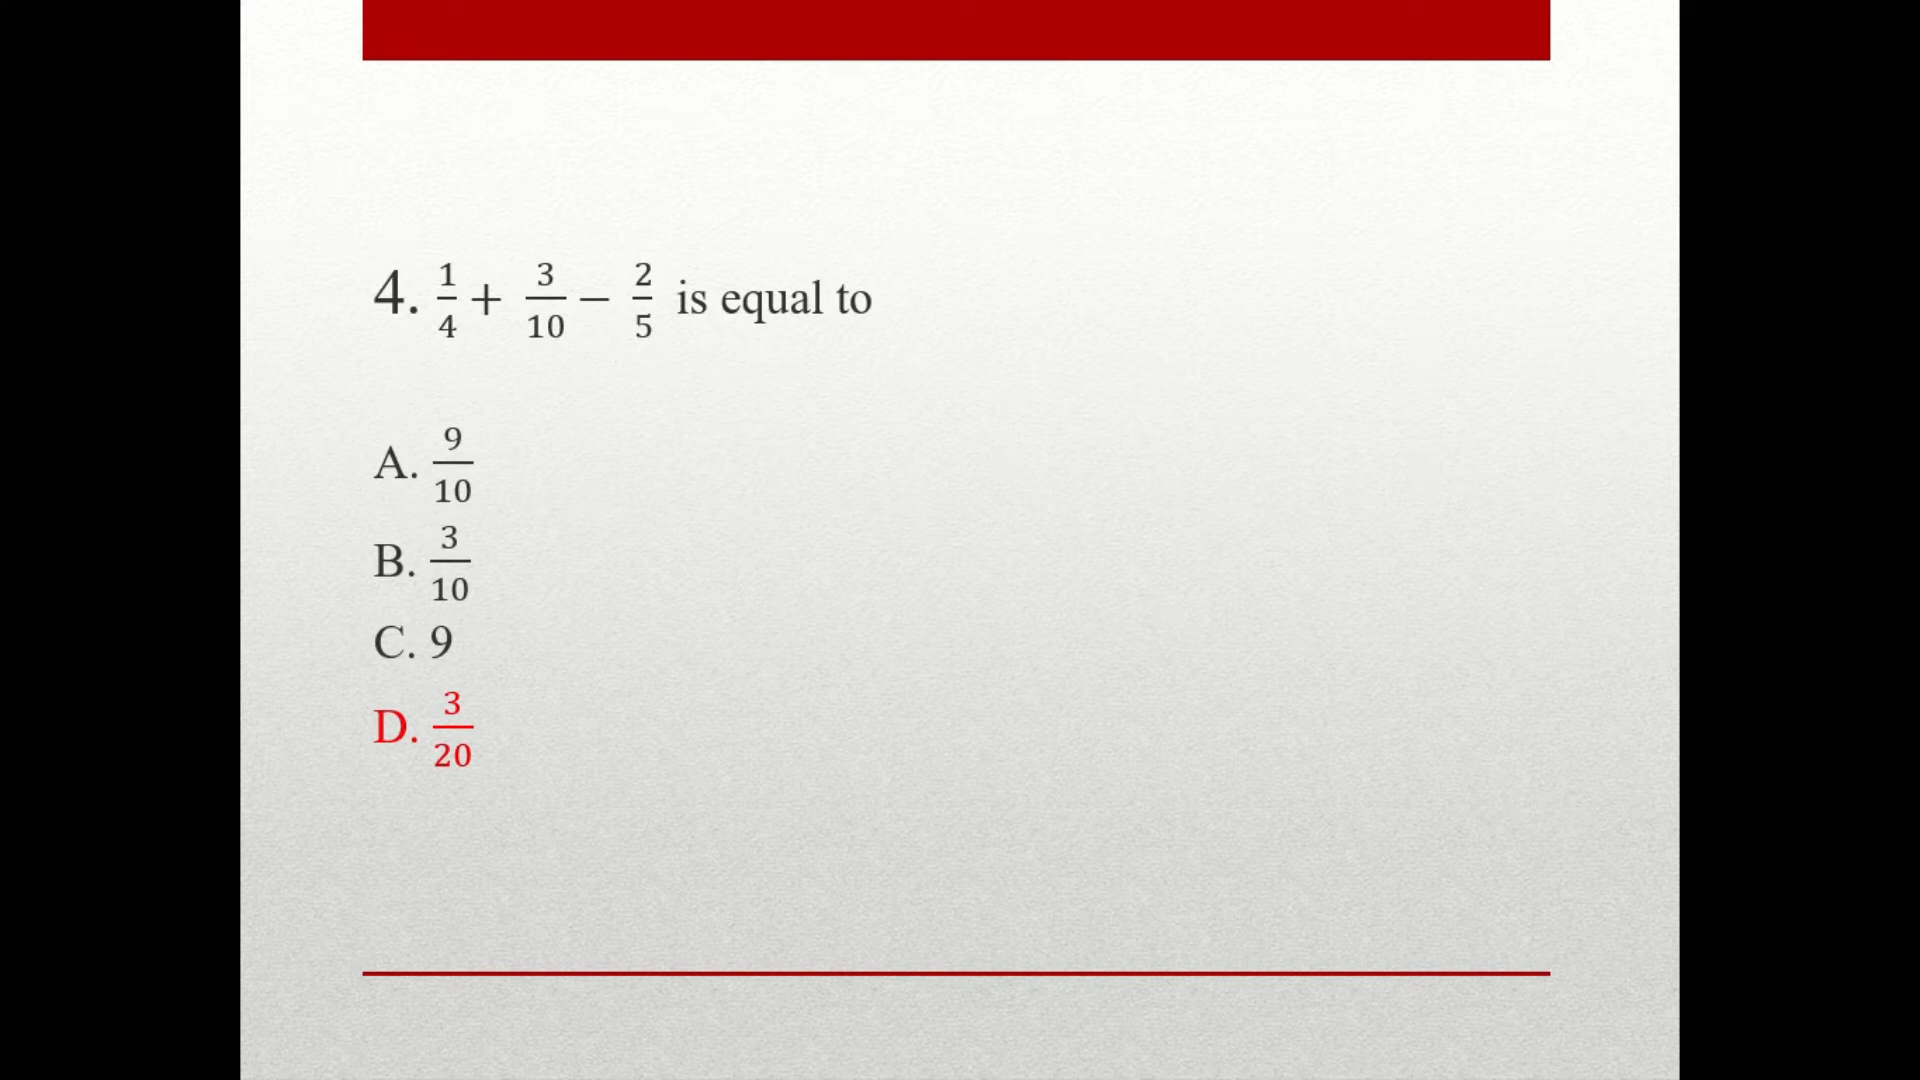 4. 1/4 + 3/10 − 2/5 is equal to
A. 9/10
B. 3/10
C. 9
D. 3/20